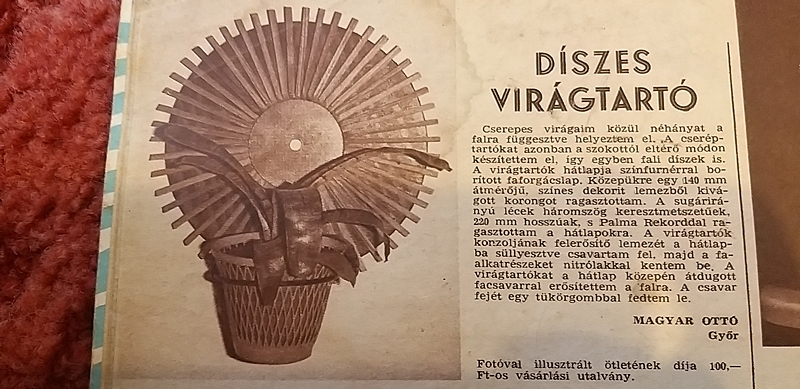 DÍSZES
VIRÁGTARTÓ
Cserepes virágaim közül néhányat a
falra függesztve helyeztem el. A cserép-
tartókat azonban a szokottól eltérő módon
készítettem el, így egyben fali díszek is.
A virágtartók hátlapja színfurnérral bo-
rított faforgácslap. Közepükre egy 140 mm
átmérőjű, színes dekorit lemezből kivá-
gott korongot ragasztottam. A sugárirá-
nyú lécek háromszög keresztmetszetűek,
220 mm hosszúak, s Palma Rekorddal ra-
gasztottam a hátlapokra. A virágtartók
konzoljának felerősítő lemezét a hátlap-
ba süllyesztve csavartam fel, majd a fa-
alkatrészeket nitrólakkal kentem be. A
virágtartókat a hátlap közepén átdugott
facsavarral erősítettem a falra. A csavar
fejét egy tükörgombbal fedtem le.
MAGYAR OTTÓ
Győr
Fotóval illusztrált ötletének díja 100,—
Ft-os vásárlási utalvány.